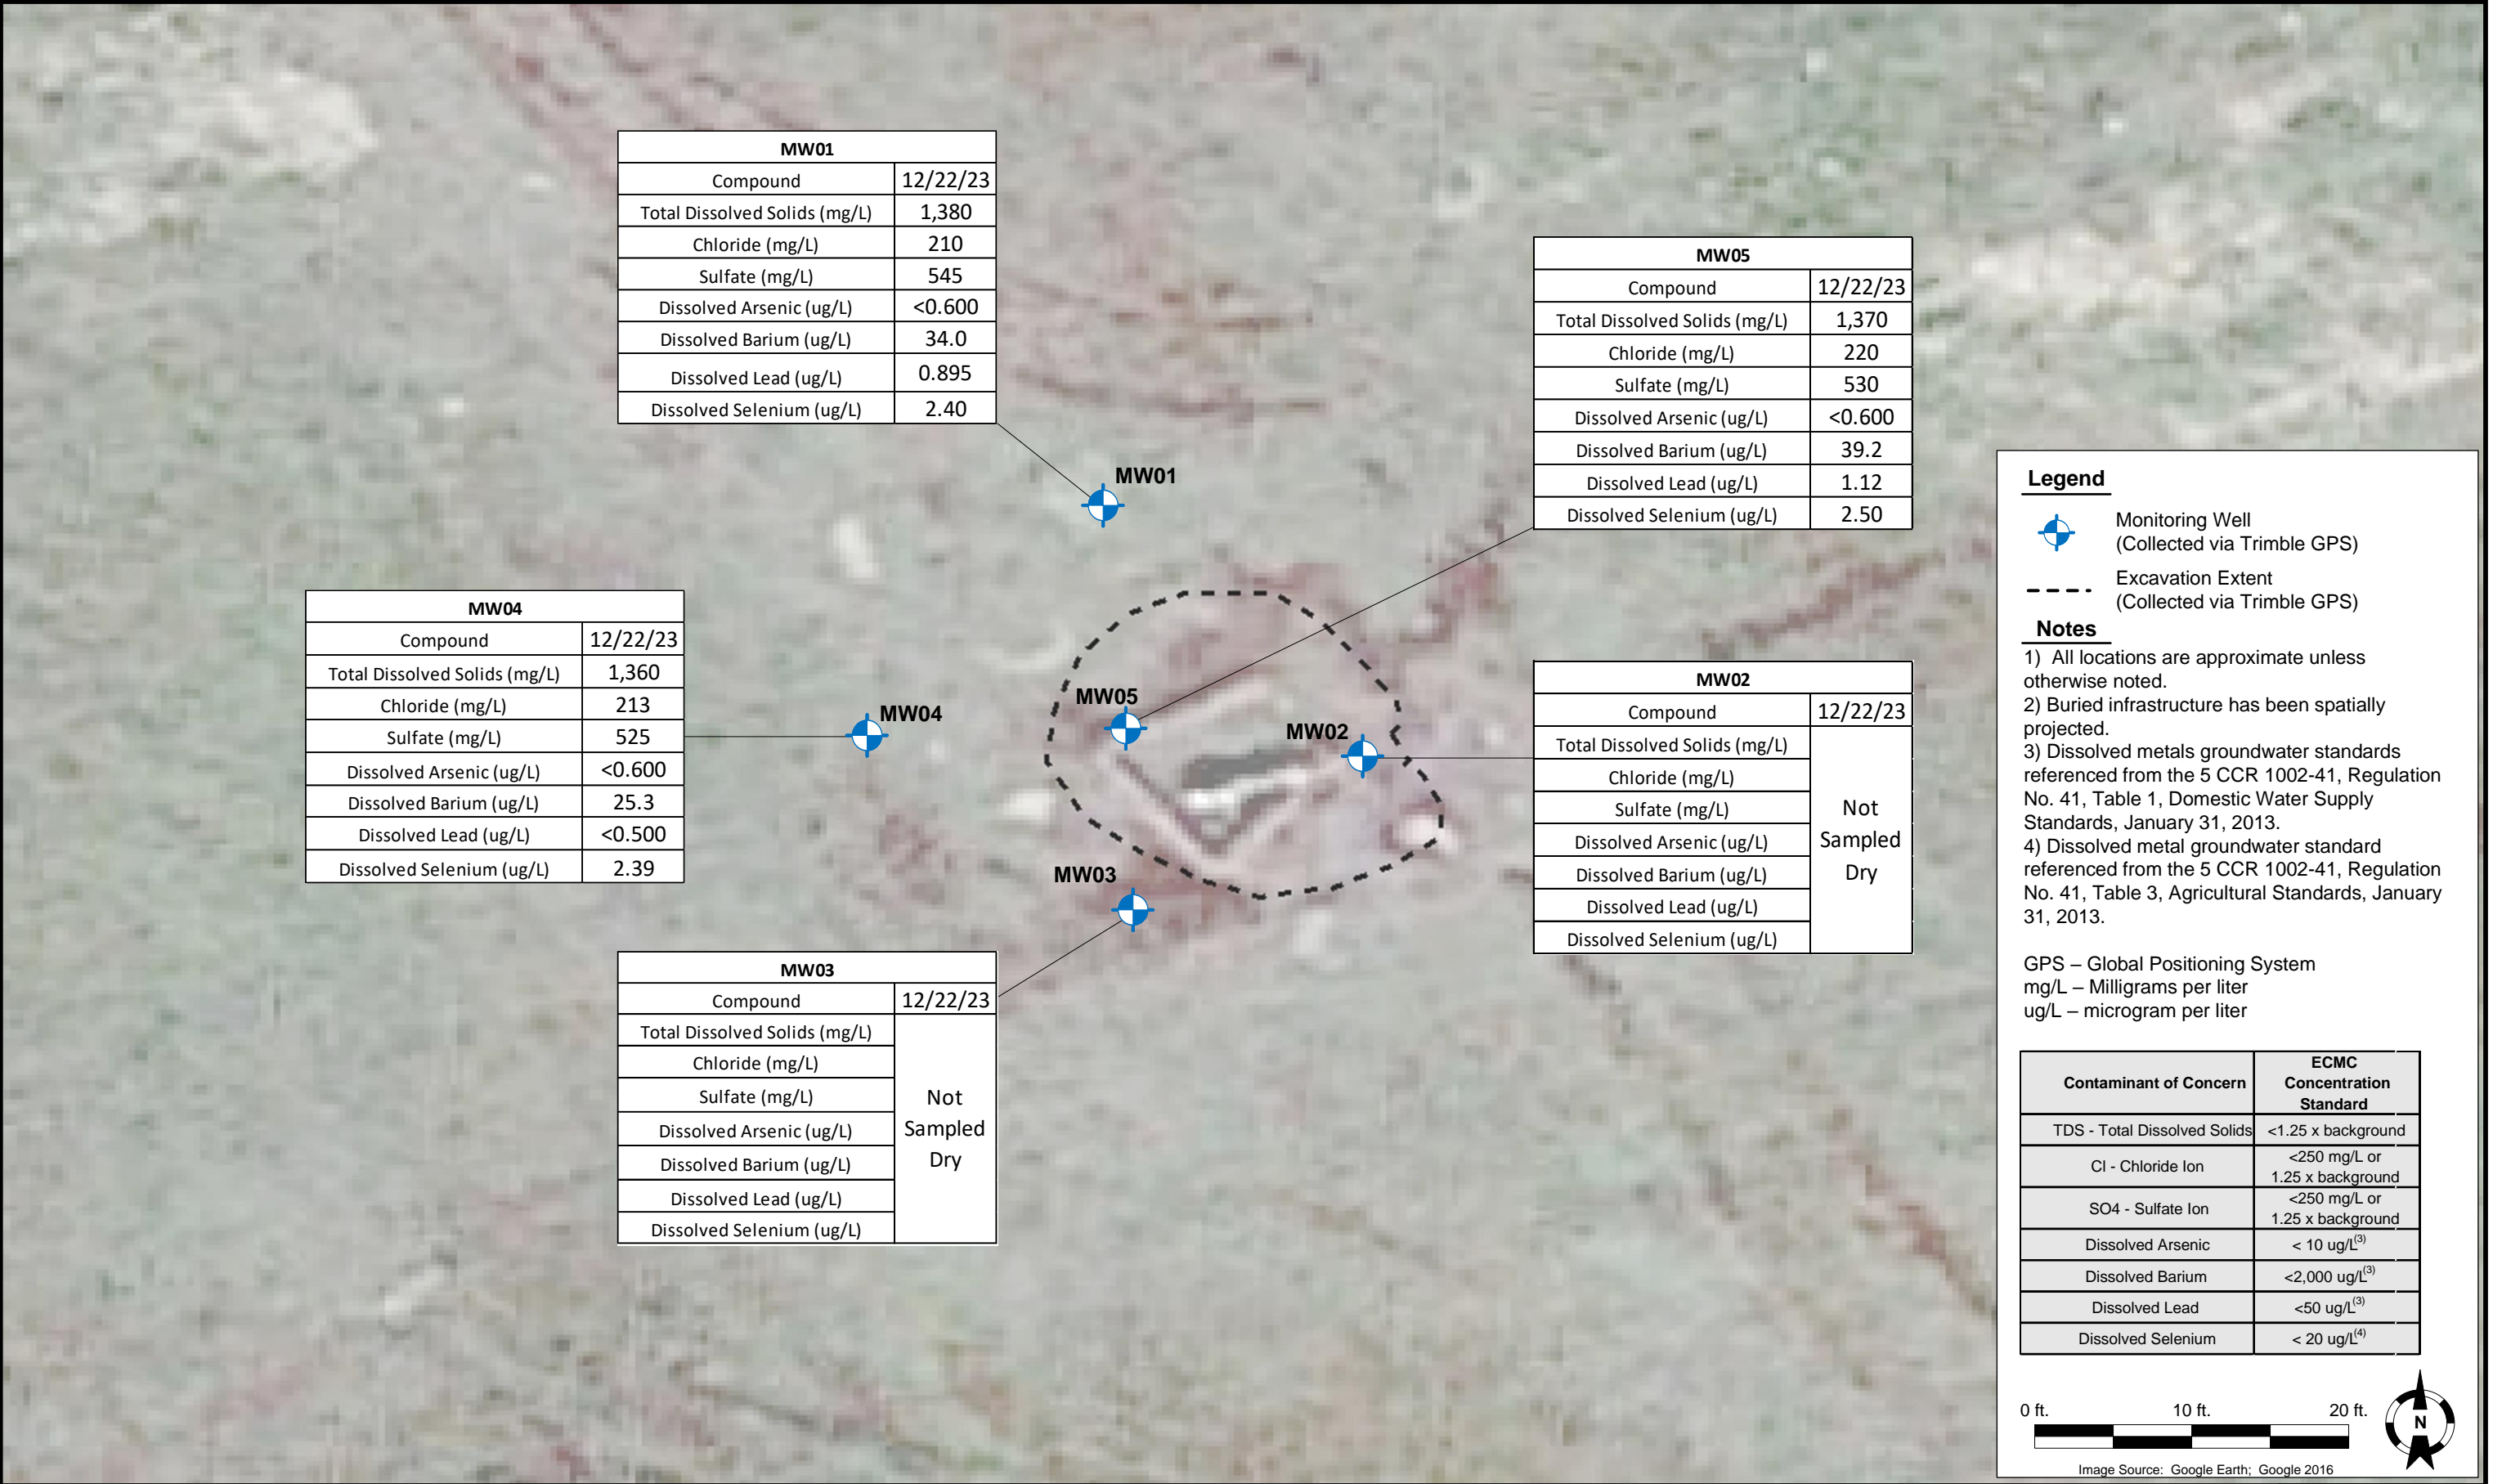 MW01
Compound 12/22/23
Total Dissolved Solids (mg/L) 1,380
Chloride (mg/L) 210
Sulfate (mg/L) 545
Dissolved Arsenic (ug/L) <0.600
Dissolved Barium (ug/L) 34.0
Dissolved Lead (ug/L) 0.895
Dissolved Selenium (ug/L) 2.40
MW05
Compound 12/22/23
Total Dissolved Solids (mg/L) 1,370
Chloride (mg/L) 220
Sulfate (mg/L) 530
Dissolved Arsenic (ug/L) <0.600
Dissolved Barium (ug/L) 39.2
Dissolved Lead (ug/L) 1.12
Dissolved Selenium (ug/L) 2.50
MW01
MW04
Compound 12/22/23
Total Dissolved Solids (mg/L) 1,360
Chloride (mg/L) 213
Sulfate (mg/L) 525
Dissolved Arsenic (ug/L) <0.600
Dissolved Barium (ug/L) 25.3
Dissolved Lead (ug/L) <0.500
Dissolved Selenium (ug/L) 2.39
MW04
MW05
MW02
MW03
MW02
Compound 12/22/23
Total Dissolved Solids (mg/L)
Chloride (mg/L)
Sulfate (mg/L)
Dissolved Arsenic (ug/L)
Dissolved Barium (ug/L)
Dissolved Lead (ug/L)
Dissolved Selenium (ug/L)
Not
Sampled
Dry
MW03
Compound 12/22/23
Total Dissolved Solids (mg/L)
Chloride (mg/L)
Sulfate (mg/L)
Dissolved Arsenic (ug/L)
Dissolved Barium (ug/L)
Dissolved Lead (ug/L)
Dissolved Selenium (ug/L)
Not
Sampled
Dry
Legend
Monitoring Well
(Collected via Trimble GPS)
Excavation Extent
(Collected via Trimble GPS)
Notes
1) All locations are approximate unless
otherwise noted.
2) Buried infrastructure has been spatially
projected.
3) Dissolved metals groundwater standards
referenced from the 5 CCR 1002-41, Regulation
No. 41, Table 1, Domestic Water Supply
Standards, January 31, 2013.
4) Dissolved metal groundwater standard
referenced from the 5 CCR 1002-41, Regulation
No. 41, Table 3, Agricultural Standards, January
31, 2013.
GPS – Global Positioning System
mg/L – Milligrams per liter
ug/L – microgram per liter
Contaminant of Concern
ECMC
Concentration
Standard
TDS - Total Dissolved Solids <1.25 x background
Cl - Chloride Ion
<250 mg/L or
1.25 x background
SO4 - Sulfate Ion
<250 mg/L or
1.25 x background
Dissolved Arsenic < 10 ug/L(3)
Dissolved Barium <2,000 ug/L(3)
Dissolved Lead <50 ug/L(3)
Dissolved Selenium < 20 ug/L(4)
0 ft. 10 ft. 20 ft.
N
Image Source: Google Earth; Google 2016